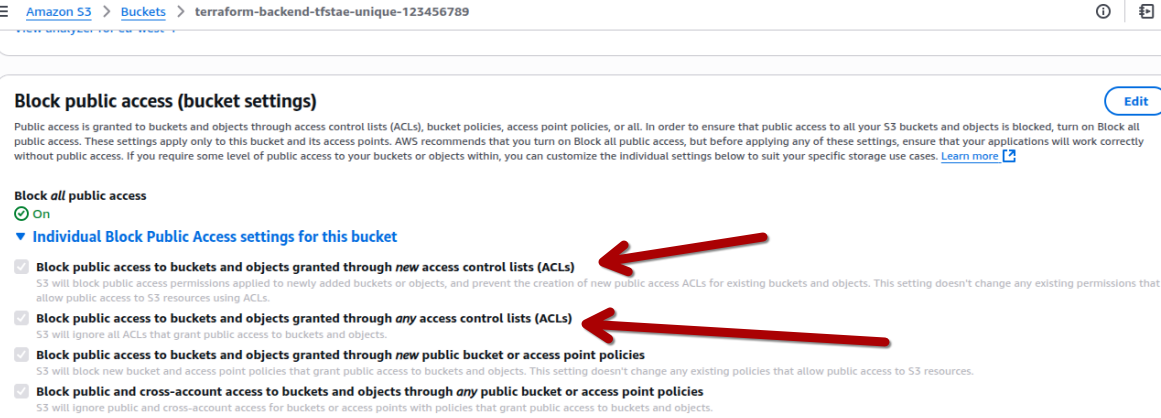 Amazon S3 > Buckets > terraform-backend-tfstae-unique-123456789
View analyzer for eu-west-1
Block public access (bucket settings)
Edit
Public access is granted to buckets and objects through access control lists (ACLs), bucket policies, access point policies, or all. In order to ensure that public access to all your S3 buckets and objects is blocked, turn on Block all
public access. These settings apply only to this bucket and its access points. AWS recommends that you turn on Block all public access, but before applying any of these settings, ensure that your applications will work correctly
without public access. If you require some level of public access to your buckets or objects within, you can customize the individual settings below to suit your specific storage use cases. Learn more
Block all public access
On
Individual Block Public Access settings for this bucket
Block public access to buckets and objects granted through new access control lists (ACLs)
S3 will block public access permissions applied to newly added buckets or objects, and prevent the creation of new public access ACLs for existing buckets and objects. This setting doesn't change any existing permissions that
allow public access to S3 resources using ACLs.
Block public access to buckets and objects granted through any access control lists (ACLs)
S3 will ignore all ACLs that grant public access to buckets and objects.
Block public access to buckets and objects granted through new public bucket or access point policies
S3 will block new bucket and access point policies that grant public access to buckets and objects. This setting doesn't change any existing policies that allow public access to S3 resources.
Block public and cross-account access to buckets and objects through any public bucket or access point policies
S3 will ignore public and cross-account access for buckets or access points with policies that grant public access to buckets and objects.